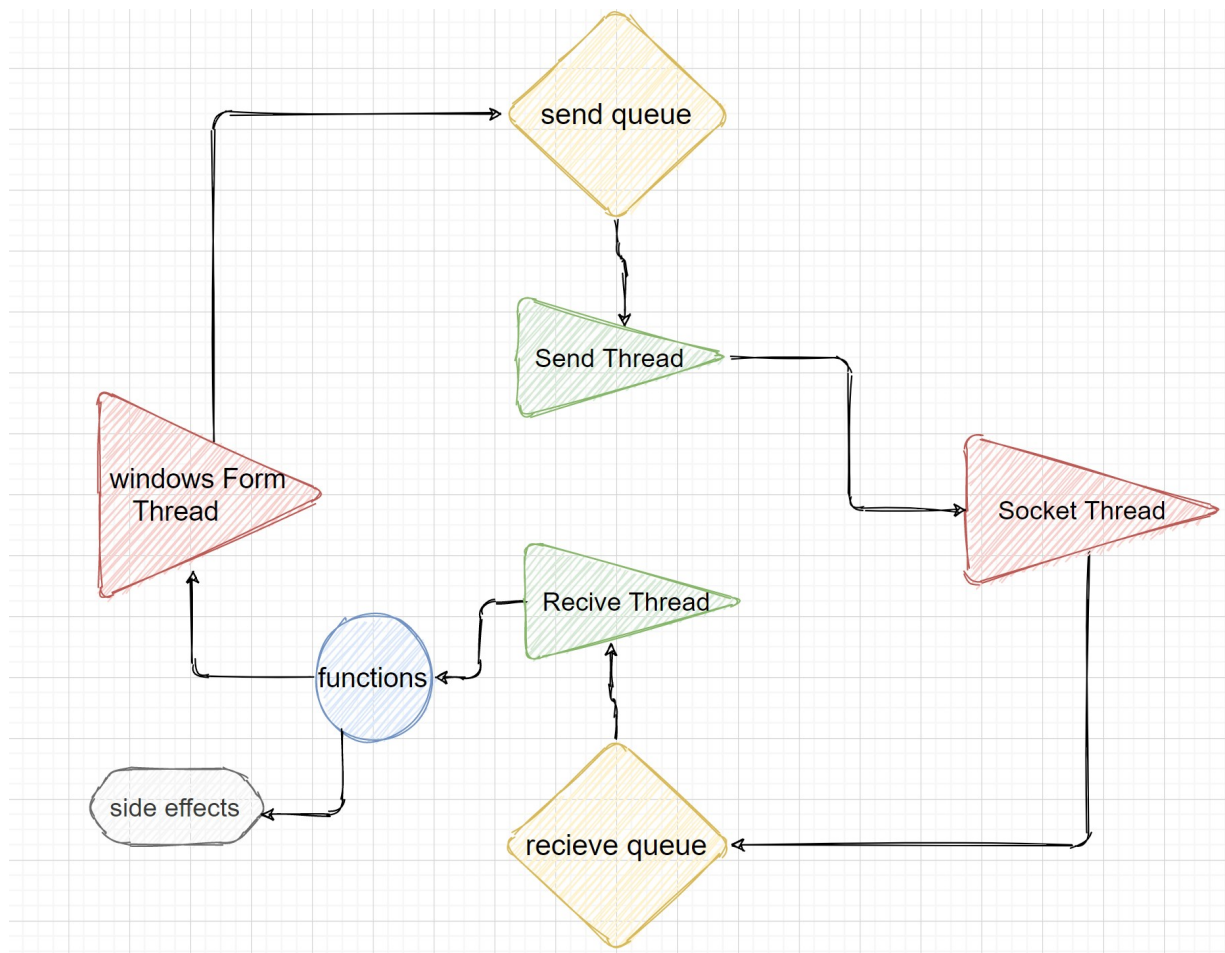 send queue
Send Thread
windows Form
Thread
Socket Thread
Recive Thread
functions
side effects
recieve queue